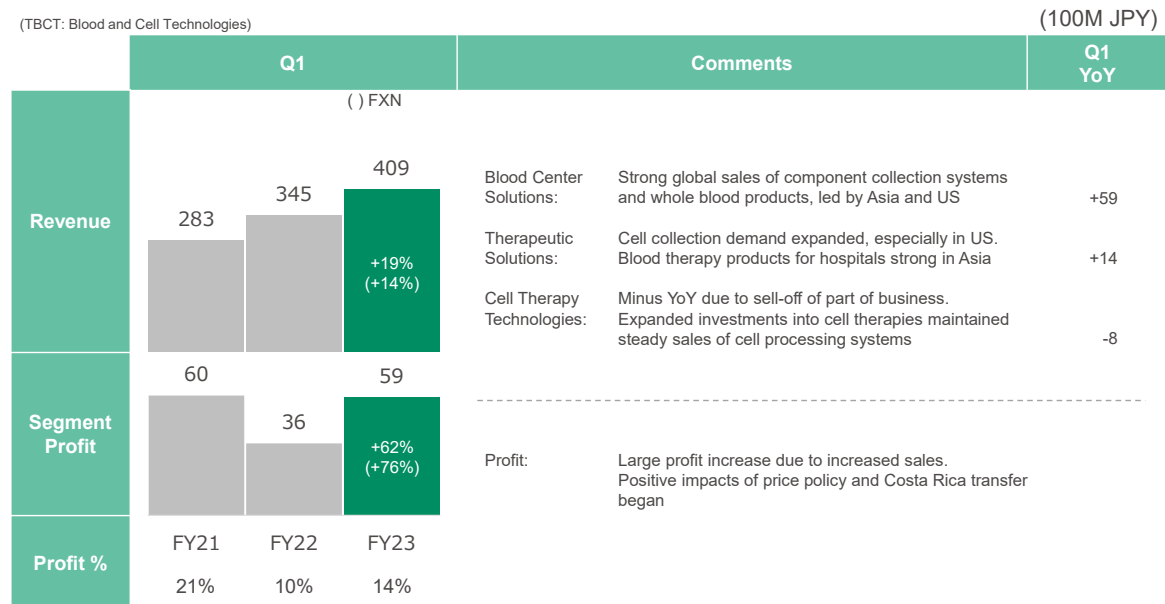 (TBCT: Blood and Cell Technologies)
(100M JPY)
Q1
Comments
Q1
YoY
( ) FXN
Revenue
283
345
409
+19%
(+14%)
Blood Center
Solutions:
Strong global sales of component collection systems
and whole blood products, led by Asia and US
+59
Therapeutic
Solutions:
Cell collection demand expanded, especially in US.
Blood therapy products for hospitals strong in Asia
+14
Cell Therapy
Technologies:
Minus YoY due to sell-off of part of business.
Expanded investments into cell therapies maintained
steady sales of cell processing systems
-8
Segment
Profit
60
36
59
+62%
(+76%)
Profit:
Large profit increase due to increased sales.
Positive impacts of price policy and Costa Rica transfer
began
Profit %
FY21
FY22
FY23
21%
10%
14%